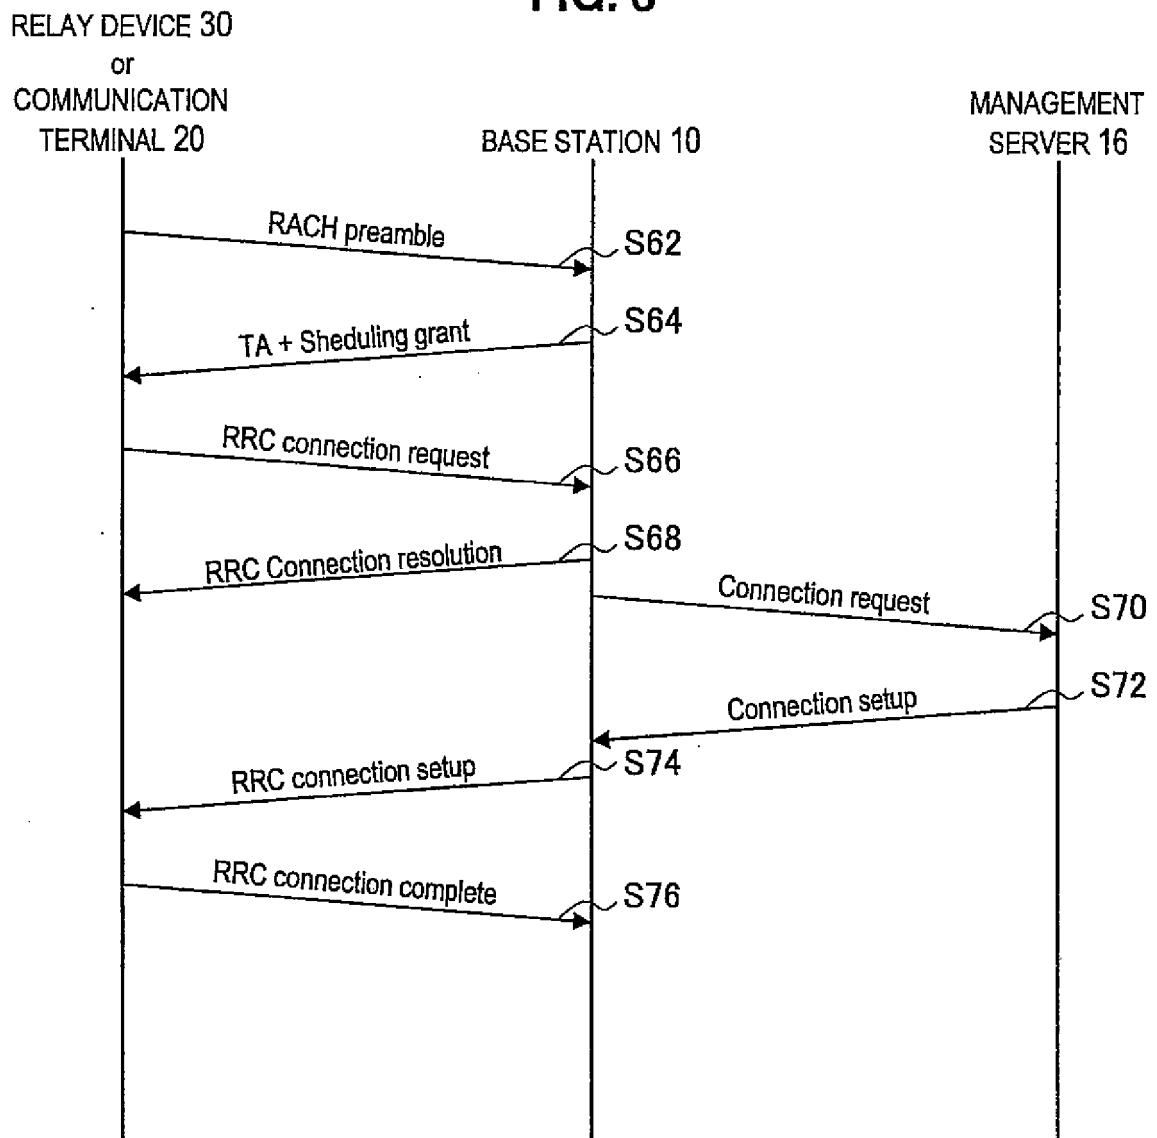 RELAY DEVICE 30
or
COMMUNICATION
TERMINAL 20
BASE STATION 10
MANAGEMENT
SERVER 16
RACH preamble
S62
TA + Sheduling grant
S64
RRC connection request
S66
RRC Connection resolution
S68
Connection request
S70
Connection setup
S72
RRC connection setup
S74
RRC connection complete
S76